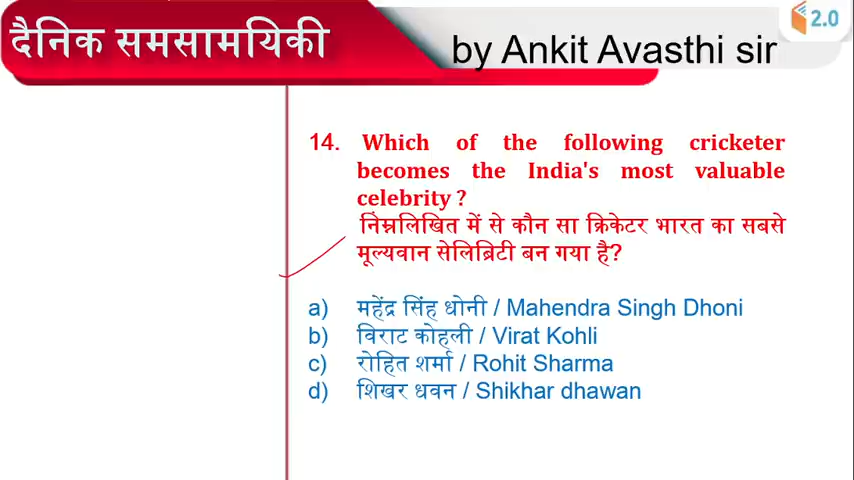 दैनिक समसामयिकी
by Ankit Avasthi sir
2.0
14. Which of the following cricketer
becomes the India's most valuable
celebrity ?
निम्नलिखित में से कौन सा क्रिकेटर भारत का सबसे
मूल्यवान सेलिब्रिटी बन गया है?
a) महेंद्र सिंह धोनी / Mahendra Singh Dhoni
b) विराट कोहली / Virat Kohli
c) रोहित शर्मा / Rohit Sharma
d) शिखर धवन / Shikhar dhawan